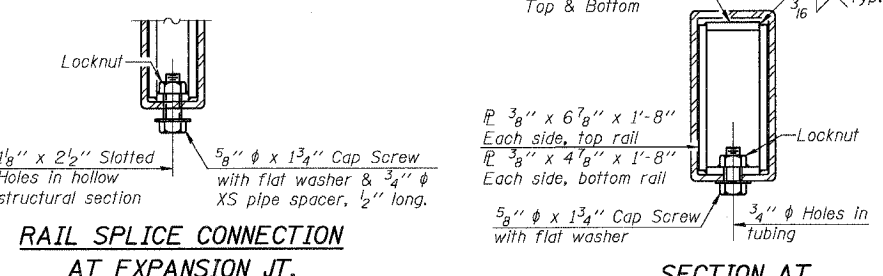 Locknut
1 1/8" x 2 1/2" Slotted
Holes in hollow
structural section
5/8" ϕ x 1 3/4" Cap Screw
with flat washer & 3/4" ϕ
XS pipe spacer, 1/2" long.
RAIL SPLICE CONNECTION
AT EXPANSION JT.
Top & Bottom
3/16
Typ.
℄ 3/8" x 6 7/8" x 1'-8"
Each side, top rail
℄ 3/8" x 4 7/8" x 1'-8"
Each side, bottom rail
Locknut
5/8" ϕ x 1 3/4" Cap Screw
with flat washer
3/4" ϕ Holes in
tubing
SECTION AT